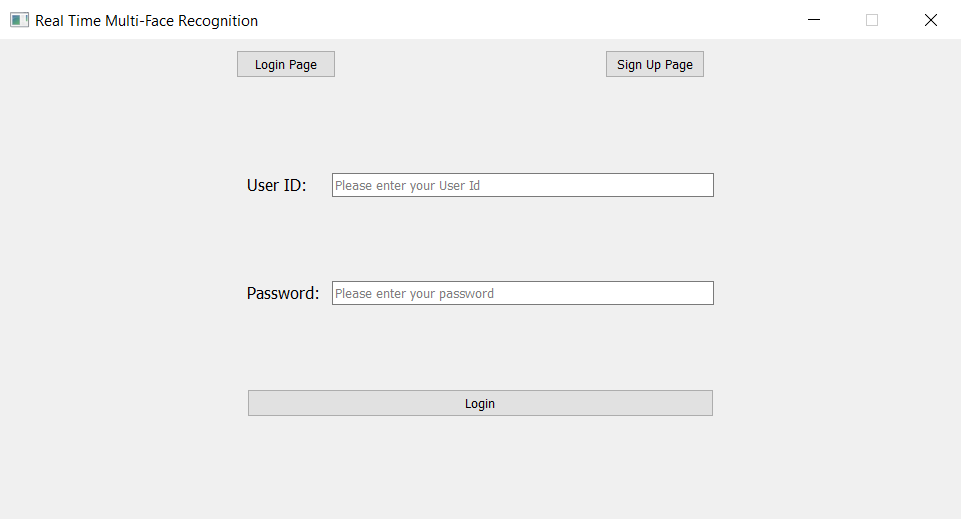 Real Time Multi-Face Recognition
Login Page Sign Up Page
User ID: Please enter your User Id
Password: Please enter your password
Login